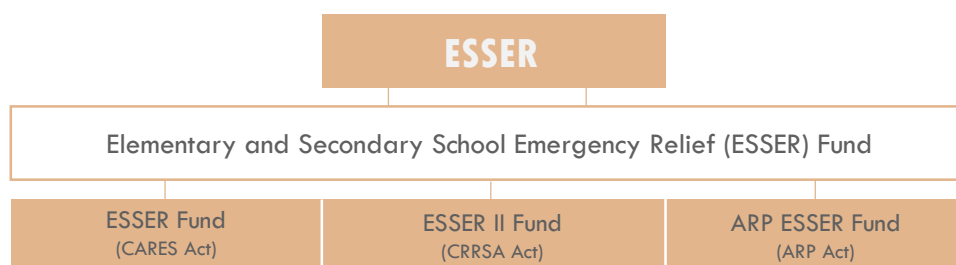 ESSER
Elementary and Secondary School Emergency Relief (ESSER) Fund
ESSER Fund
(CARES Act)
ESSER II Fund
(CRRSA Act)
ARP ESSER Fund
(ARP Act)